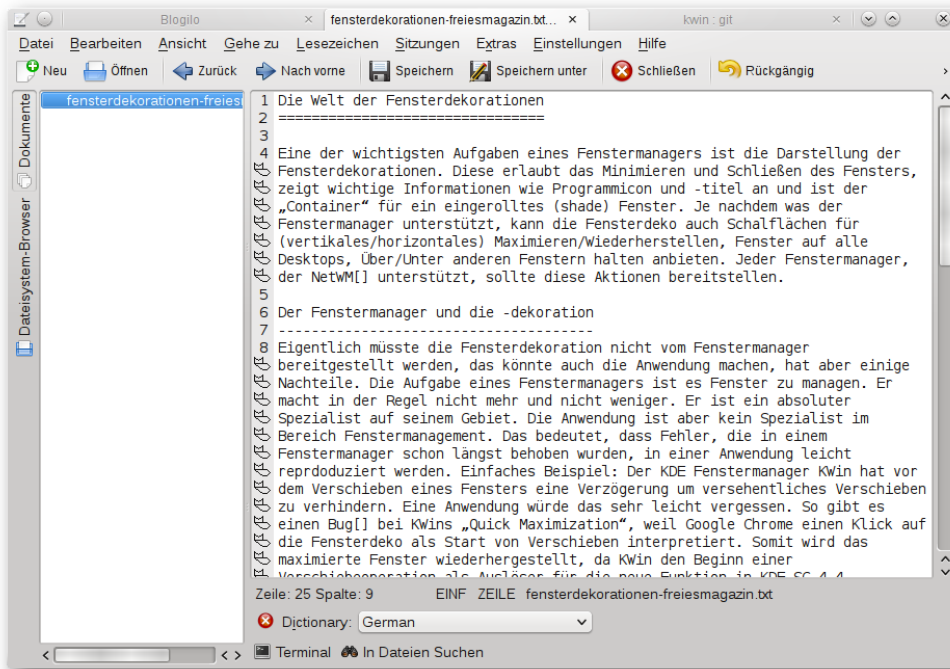 Blogilo
fensterdekorationen-freiesmagazin.txt...
kwin : git
Datei Bearbeiten Ansicht Gehe zu Lesezeichen Sitzungen Extras Einstellungen Hilfe
Neu Öffnen Zurück Nach vorne Speichern Speichern unter Schließen Rückgängig
Dokumente
Dateisystem-Browser
fensterdekorationen-freies
1 Die Welt der Fensterdekorationen
2 ================================
3
4 Eine der wichtigsten Aufgaben eines Fenstermanagers ist die Darstellung der
Fensterdekorationen. Diese erlaubt das Minimieren und Schließen des Fensters,
zeigt wichtige Informationen wie Programmicon und -titel an und ist der
„Container“ für ein eingerolltes (shade) Fenster. Je nachdem was der
Fenstermanager unterstützt, kann die Fensterdeko auch Schalflächen für
(vertikales/horizontales) Maximieren/Wiederherstellen, Fenster auf alle
Desktops, Über/Unter anderen Fenstern halten anbieten. Jeder Fenstermanager,
der NetWM[] unterstützt, sollte diese Aktionen bereitstellen.
5
6 Der Fenstermanager und die -dekoration
7 --------------------------------------
8 Eigentlich müsste die Fensterdekoration nicht vom Fenstermanager
bereitgestellt werden, das könnte auch die Anwendung machen, hat aber einige
Nachteile. Die Aufgabe eines Fenstermanagers ist es Fenster zu managen. Er
macht in der Regel nicht mehr und nicht weniger. Er ist ein absoluter
Spezialist auf seinem Gebiet. Die Anwendung ist aber kein Spezialist im
Bereich Fenstermanagement. Das bedeutet, dass Fehler, die in einem
Fenstermanager schon längst behoben wurden, in einer Anwendung leicht
reprdoduziert werden. Einfaches Beispiel: Der KDE Fenstermanager KWin hat vor
dem Verschieben eines Fensters eine Verzögerung um versehentliches Verschieben
zu verhindern. Eine Anwendung würde das sehr leicht vergessen. So gibt es
einen Bug[] bei KWins „Quick Maximization“, weil Google Chrome einen Klick auf
die Fensterdeko als Start von Verschieben interpretiert. Somit wird das
maximierte Fenster wiederhergestellt, da KWin den Beginn einer
Verschiebeoperation als Auslöser für die neue Funktion in KDE SC 4.4
Zeile: 25 Spalte: 9 EINF ZEILE fensterdekorationen-freiesmagazin.txt
Dictionary: German
Terminal In Dateien Suchen